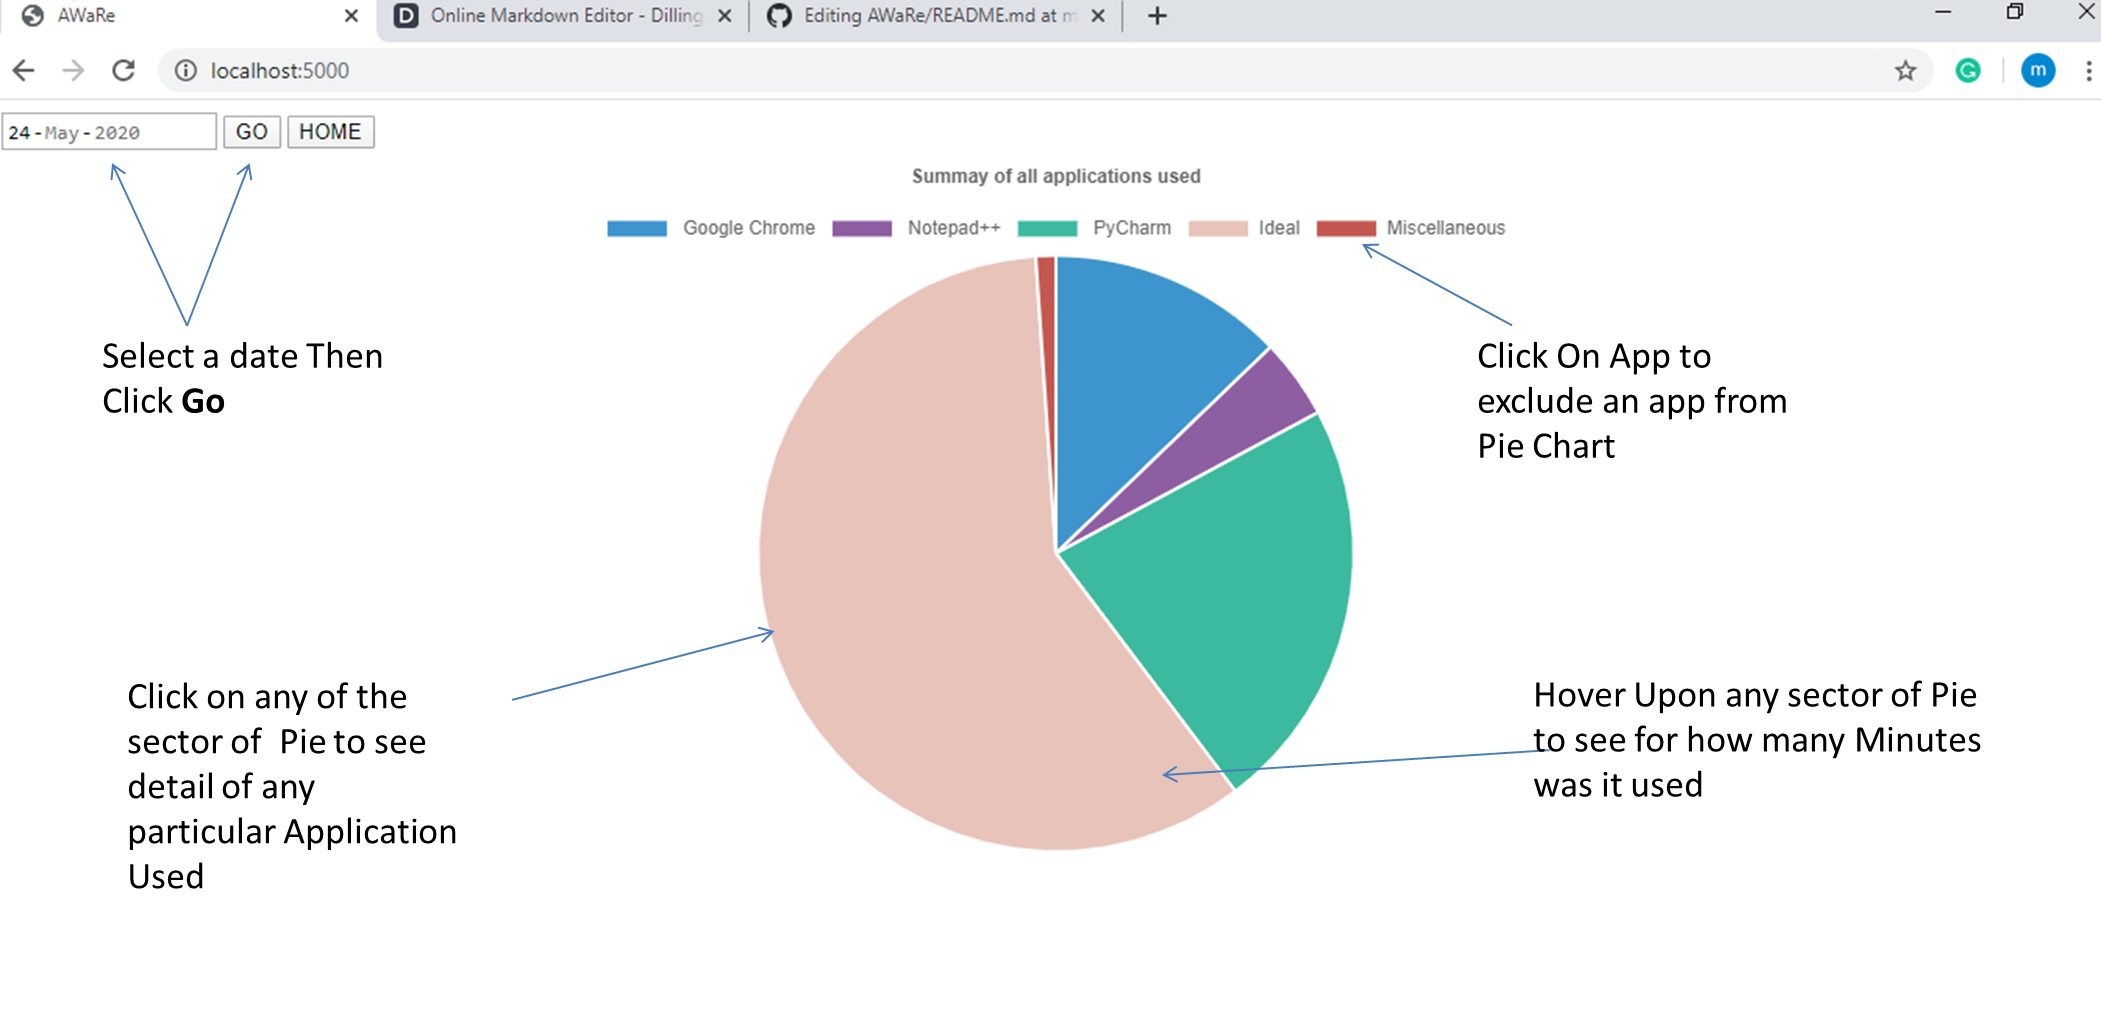 AWaRe
Online Markdown Editor - Dilling
Editing AWaRe/README.md at m
localhost:5000
m
24-May-2020 GO HOME
Summay of all applications used
Google Chrome Notepad++ PyCharm Ideal Miscellaneous
Select a date Then
Click Go
Click On App to
exclude an app from
Pie Chart
Click on any of the
sector of Pie to see
detail of any
particular Application
Used
Hover Upon any sector of Pie
to see for how many Minutes
was it used